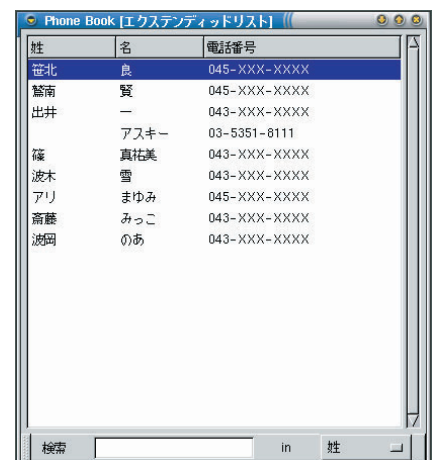 Phone Book [エクステンディッドリスト]
姓 名 電話番号
笹北 良 045-XXX-XXXX
鷲南 賢 045-XXX-XXXX
出井 一 043-XXX-XXXX
アスキー 03-5351-8111
篠 真祐美 043-XXX-XXXX
波木 雪 043-XXX-XXXX
アリ まゆみ 045-XXX-XXXX
斎藤 みっこ 043-XXX-XXXX
波岡 のあ 043-XXX-XXXX
検索 in 姓